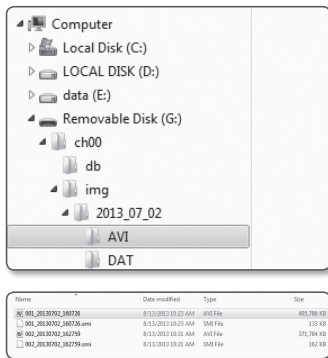 Computer
Local Disk (C:)
LOCAL DISK (D:)
data (E:)
Removable Disk (G:)
ch00
db
img
2013_07_02
AVI
DAT
Name Date modified Type Size
001_20130702_160726 8/13/2013 10:23 AM AVI File 405,786 KB
001_20130702_160726.smi 8/13/2013 10:23 AM SMI File 133 KB
002_20130702_162759 8/13/2013 10:31 AM AVI File 371,784 KB
002_20130702_162759.smi 8/13/2013 10:31 AM SMI File 162 KB